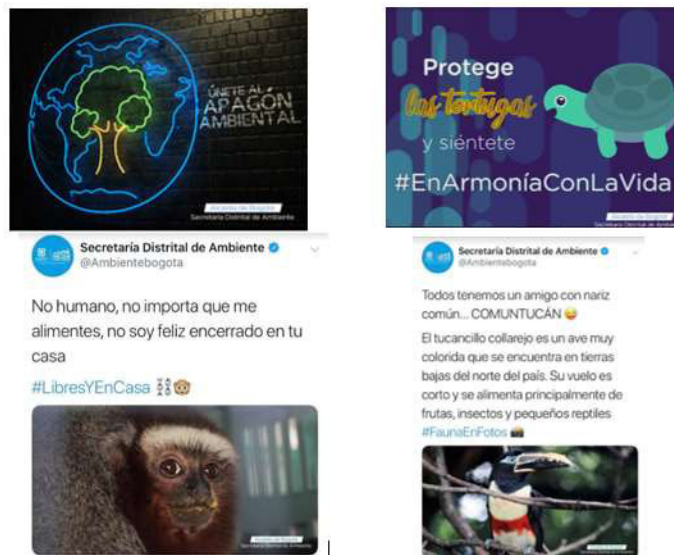 ÚNETE AL
APAGÓN
AMBIENTAL
Alcaldía de Bogotá
Secretaría Distrital de Ambiente
Protege
las tortugas
y siéntete
#EnArmoníaConLaVida
Secretaría Distrital de Ambiente
@Ambientebogota
No humano, no importa que me
alimentes, no soy feliz encerrado en tu
casa
#LibresYEnCasa
Secretaría Distrital de Ambiente
@Ambientebogota
Todos tenemos un amigo con nariz
común... COMUNTUCÁN 😜
El tucancillo collarejo es un ave muy
colorida que se encuentra en tierras
bajas del norte del país. Su vuelo es
corto y se alimenta principalmente de
frutas, insectos y pequeños reptiles
#FaunaEnFotos 📸